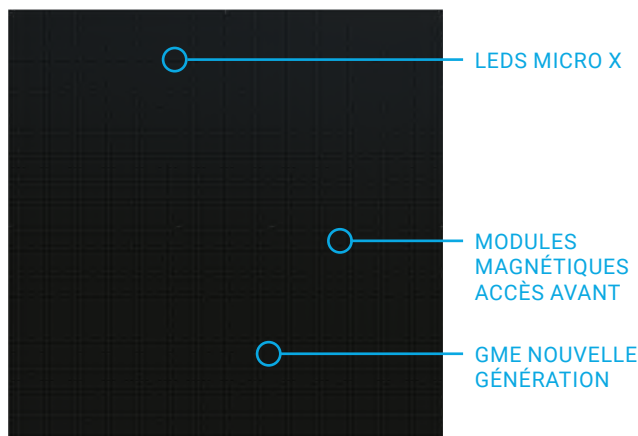 LEDS MICRO X
MODULES
MAGNÉTIQUES
ACCÈS AVANT
GME NOUVELLE
GÉNÉRATION